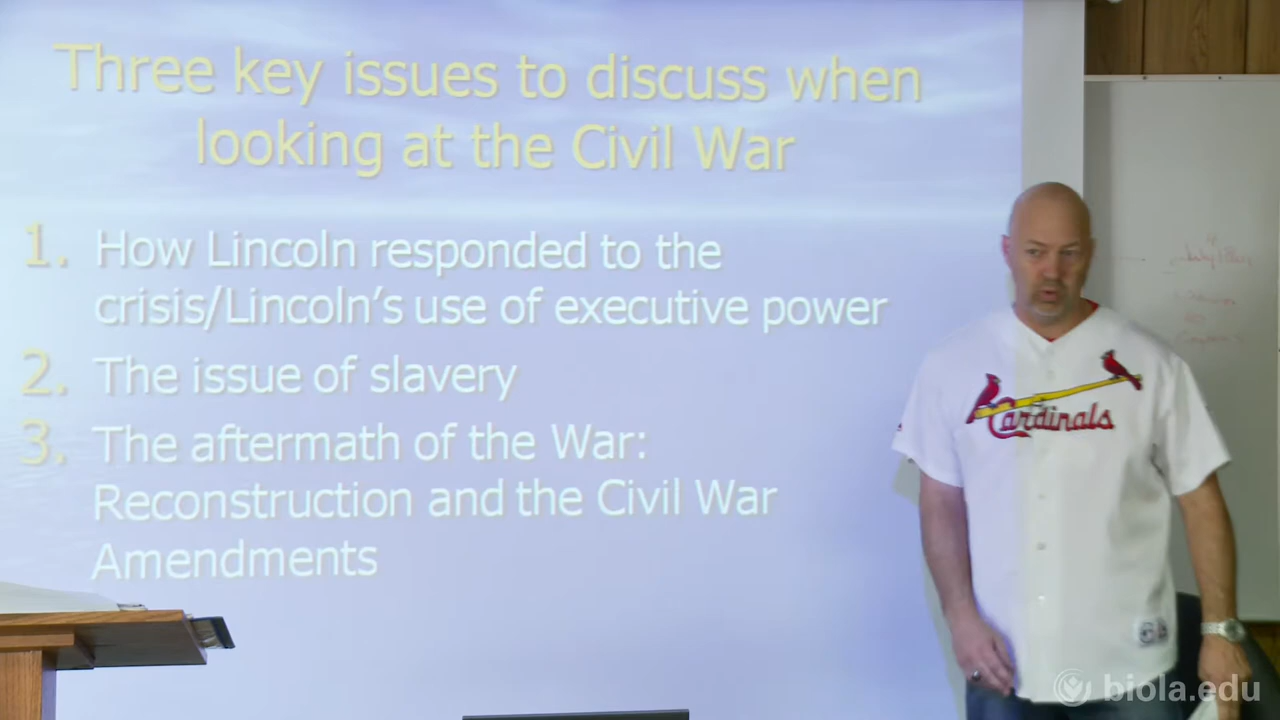 Three key issues to discuss when
looking at the Civil War
1. How Lincoln responded to the
crisis/Lincoln's use of executive power
2. The issue of slavery
3. The aftermath of the War:
Reconstruction and the Civil War
Amendments
Cardinals
biola.edu